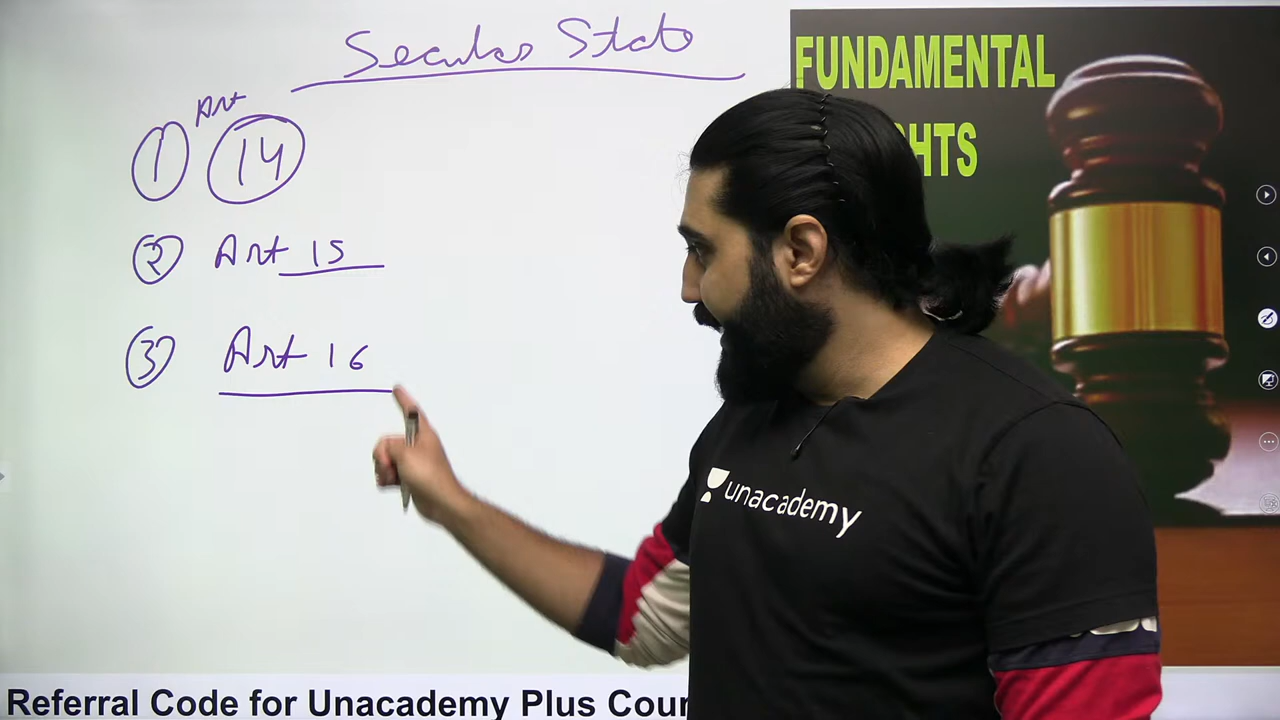 Secular State
FUNDAMENTAL
HTS
Art
1 14
2 Art 15
3 Art 16
unacademy
Referral Code for Unacademy Plus Cour